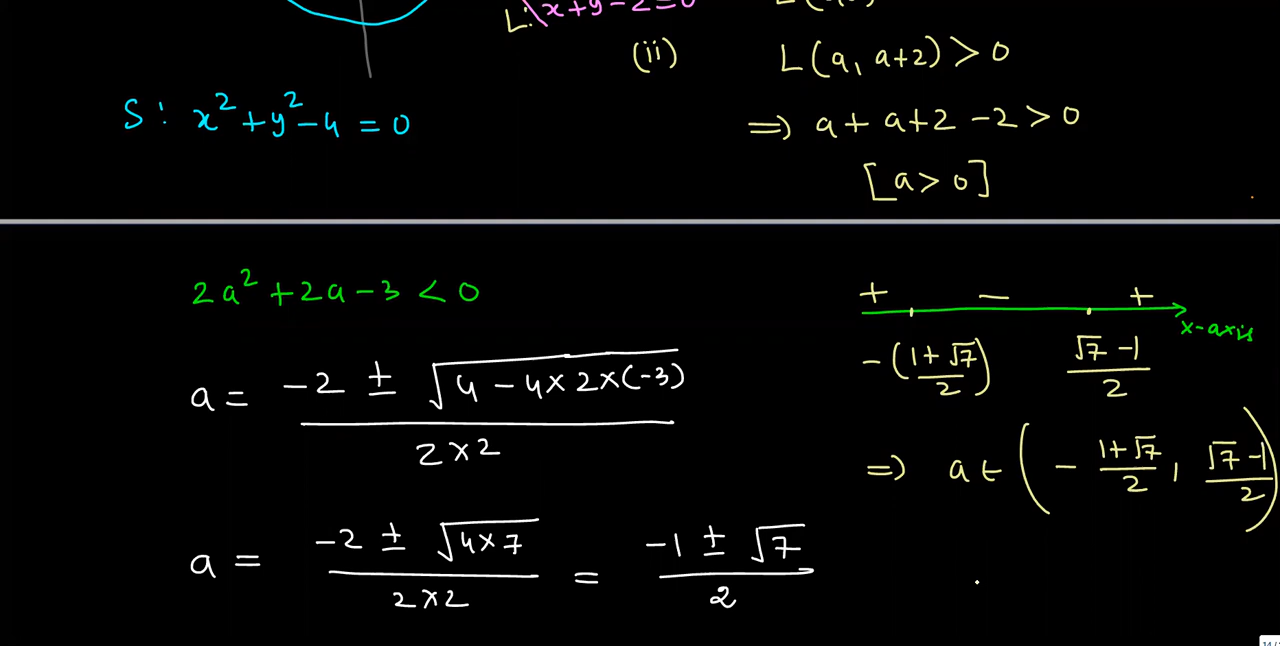 L: x+y-2=0
(ii) L(a, a+2) > 0
S: x² + y² - 4 = 0
⇒ a + a+2 - 2 > 0
[a > 0]
2a² + 2a - 3 < 0
+ - +
x-axis
-(1+√7)/2 (√7-1)/2
a = (-2 ± √(4 - 4×2×(-3)))/(2×2)
⇒ a ∈ (-(1+√7)/2, (√7-1)/2)
a = (-2 ± √(4×7))/(2×2) = (-1 ± √7)/2